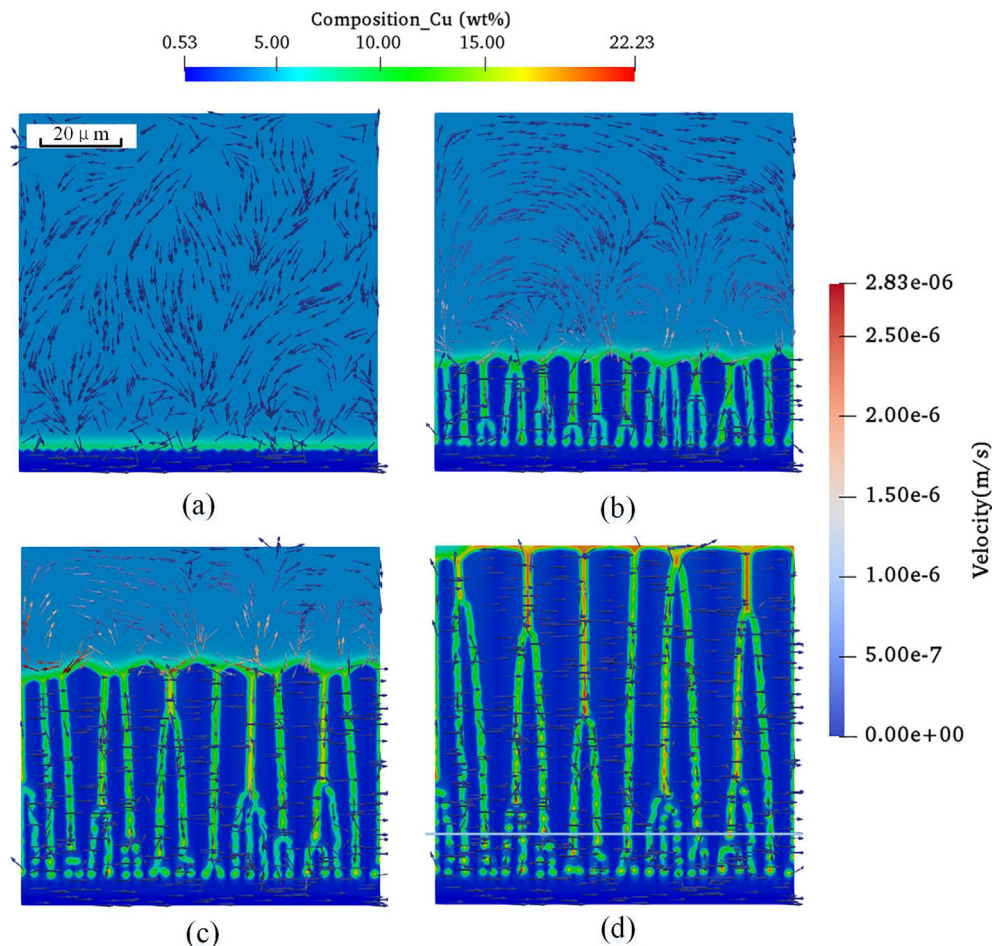 Composition_Cu (wt%)
0.53 5.00 10.00 15.00 22.23
20 μm
(a)
(b)
2.83e-06
2.50e-6
2.00e-6
1.50e-6
1.00e-6
5.00e-7
0.00e+00
Velocity(m/s)
(c)
(d)